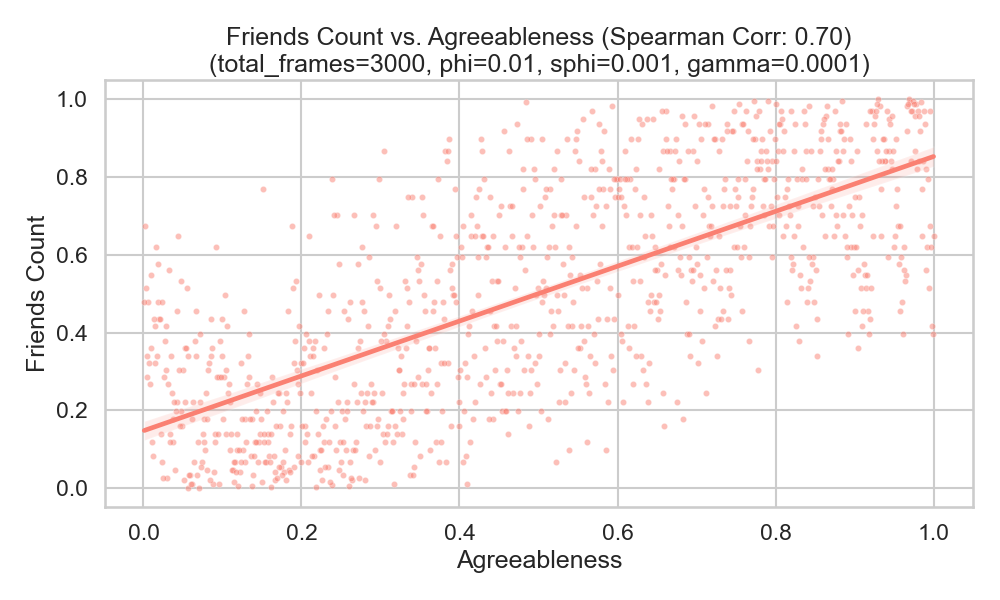 Friends Count vs. Agreeableness (Spearman Corr: 0.70)
(total_frames=3000, phi=0.01, sphi=0.001, gamma=0.0001)
1.0
0.8
0.6
0.4
0.2
0.0
Friends Count
0.0 0.2 0.4 0.6 0.8 1.0
Agreeableness